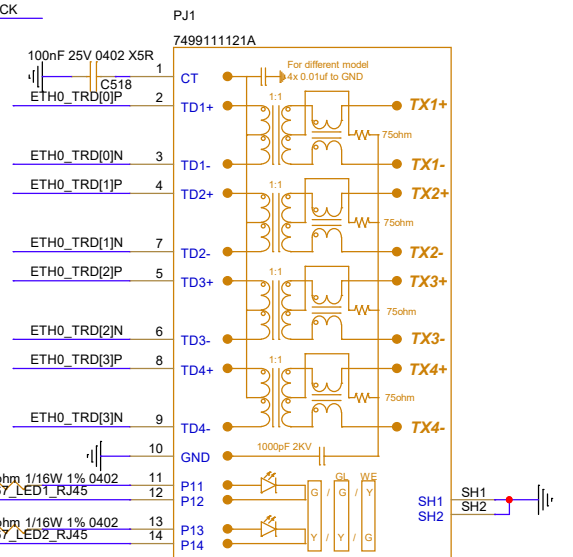 CK
PJ1
7499111121A
100nF 25V 0402 X5R
C518
1 CT
For different model
4x 0.01uf to GND
ETH0_TRD[0]P 2 TD1+ 1:1 TX1+
75ohm
ETH0_TRD[0]N 3 TD1- TX1-
ETH0_TRD[1]P 4 TD2+ 1:1 TX2+
75ohm
ETH0_TRD[1]N 7 TD2- TX2-
ETH0_TRD[2]P 5 TD3+ 1:1 TX3+
75ohm
ETH0_TRD[2]N 6 TD3- TX3-
ETH0_TRD[3]P 8 TD4+ 1:1 TX4+
75ohm
ETH0_TRD[3]N 9 TD4- TX4-
10 GND 1000pF 2KV
ohm 1/16W 1% 0402 11 P11 GL WE
7_LED1_RJ45 12 P12 G / G / Y
SH1 SH1
SH2 SH2
ohm 1/16W 1% 0402 13 P13
7_LED2_RJ45 14 P14 Y / Y / G